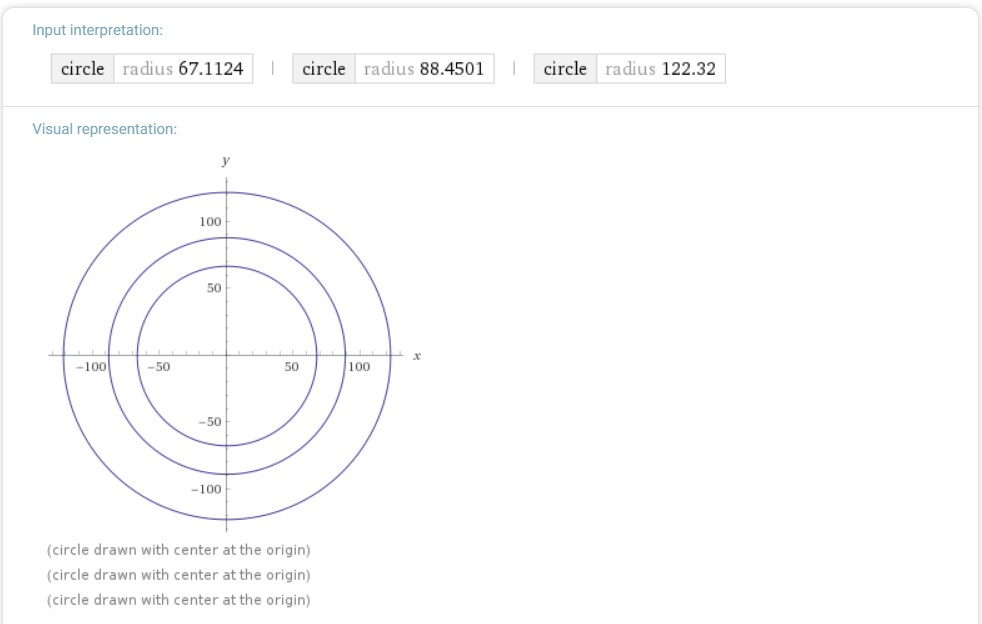 Input interpretation:
circle radius 67.1124 | circle radius 88.4501 | circle radius 122.32
Visual representation:
y
100
50
−100 −50 50 100 x
−50
−100
(circle drawn with center at the origin)
(circle drawn with center at the origin)
(circle drawn with center at the origin)